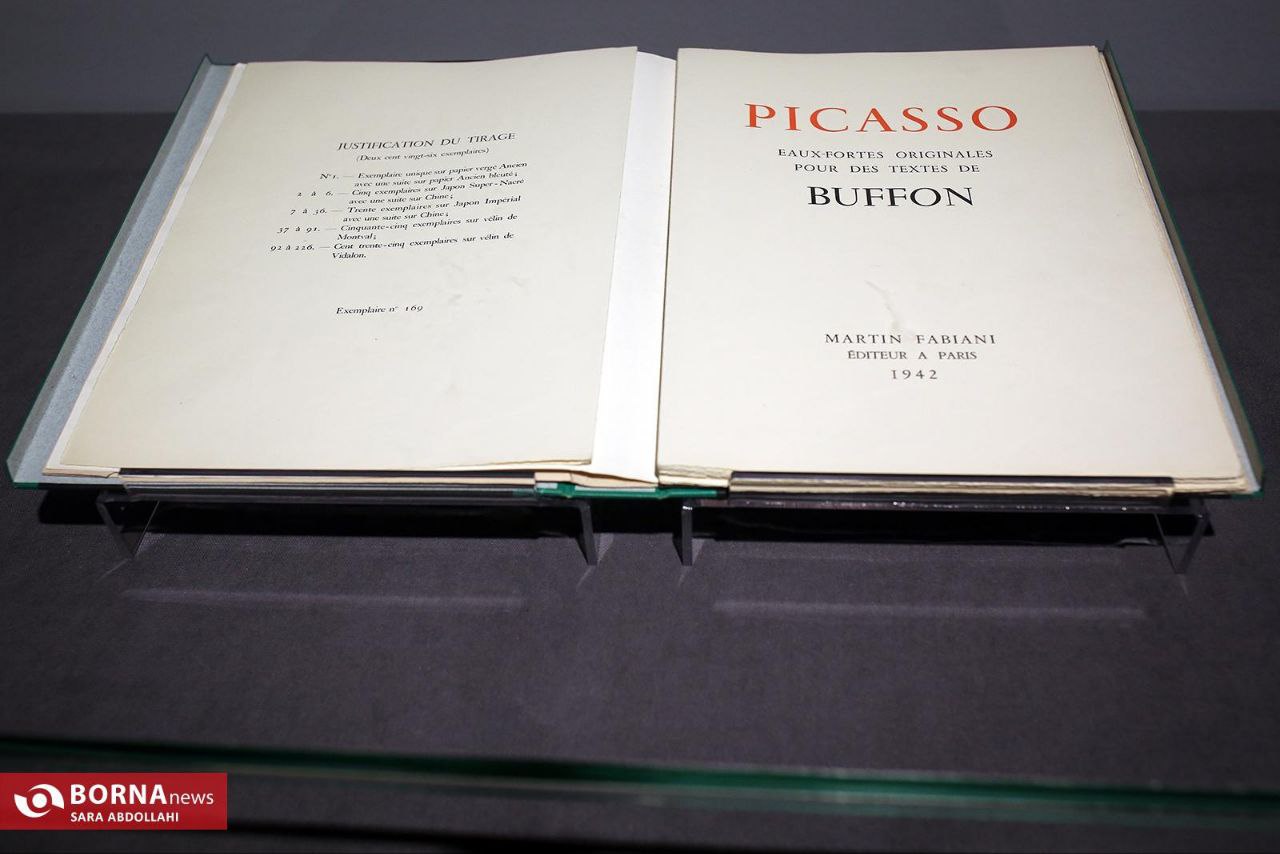 JUSTIFICATION DU TIRAGE
(Deux cent vingt-six exemplaires)
N° 1. — Exemplaire unique sur papier vergé Ancien
avec une suite sur papier Ancien bleuté;
2 à 6. — Cinq exemplaires sur Japon Super-Nacré
avec une suite sur Chine;
7 à 36. — Trente exemplaires sur Japon Impérial
avec une suite sur Chine;
37 à 91. — Cinquante-cinq exemplaires sur vélin de
Montval;
92 à 226. — Cent trente-cinq exemplaires sur vélin de
Vidalon.
Exemplaire n° 169
PICASSO
EAUX-FORTES ORIGINALES
POUR DES TEXTES DE
BUFFON
MARTIN FABIANI
ÉDITEUR A PARIS
1942
BORNA news
SARA ABDOLLAHI